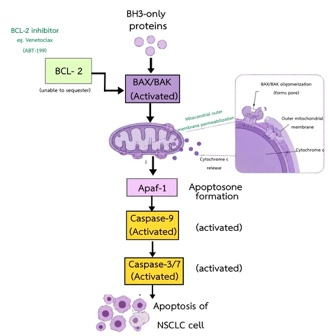 BH3-only
proteins
BCL-2 inhibitor
eg. Venetoclax
(ABT-199)
BCL- 2
(unable to sequester)
BAX/BAK
(Activated)
BAX/BAK oligomerization
(forms pore)
Outer mitochondrial
membrane
Cytochrome c
Mitochondrial outer
membrane permeabilization
Cytochrome c
release
Apaf-1
Apoptosone
formation
Caspase-9
(Activated)
(activated)
Caspase-3/7
(Activated)
(activated)
Apoptosis of
NSCLC cell